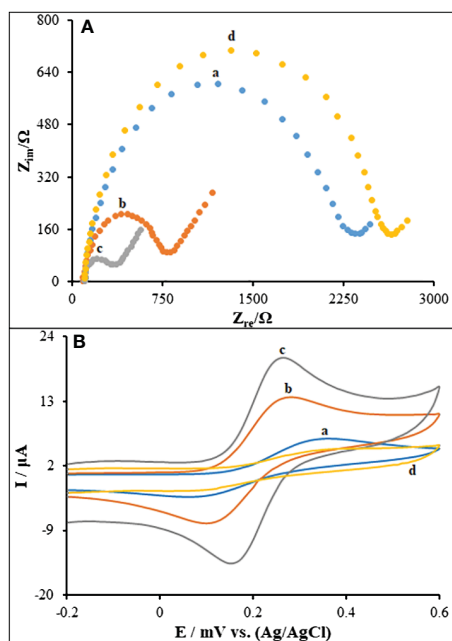 A
800
640
480
320
160
0
Zim/Ω
d
a
b
c
0 750 1500 2250 3000
Zre/Ω
B
24
13
2
-9
-20
I / µA
c
b
a
d
-0.2 0 0.2 0.4 0.6
E / mV vs. (Ag/AgCl)